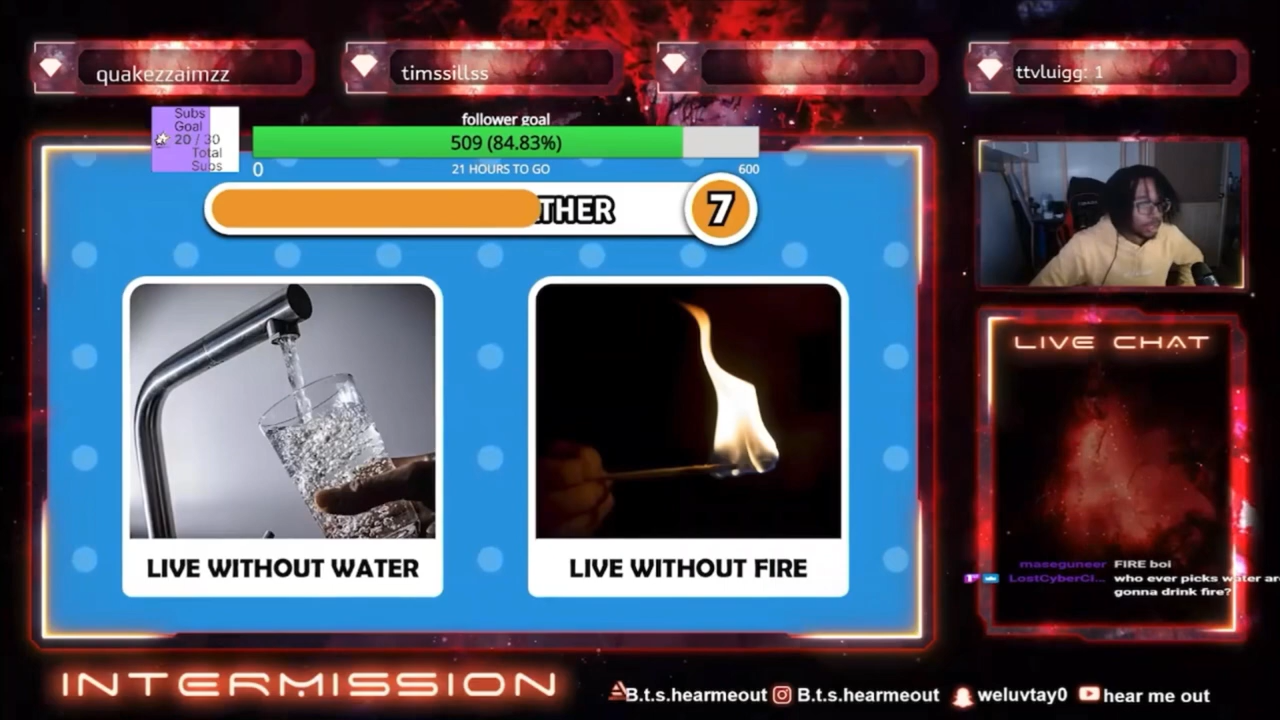 quakezzaimzz
timssillss
ttvluigg: 1
Subs
Goal
20 / 30
Total
Subs
follower goal
509 (84.83%)
0
21 HOURS TO GO
600
THER
7
LIVE WITHOUT WATER
LIVE WITHOUT FIRE
LIVE CHAT
maseguneer FIRE boi
LostCyberCi... who ever picks water are
gonna drink fire?
INTERMISSION
B.t.s.hearmeout B.t.s.hearmeout weluvtay0 hear me out